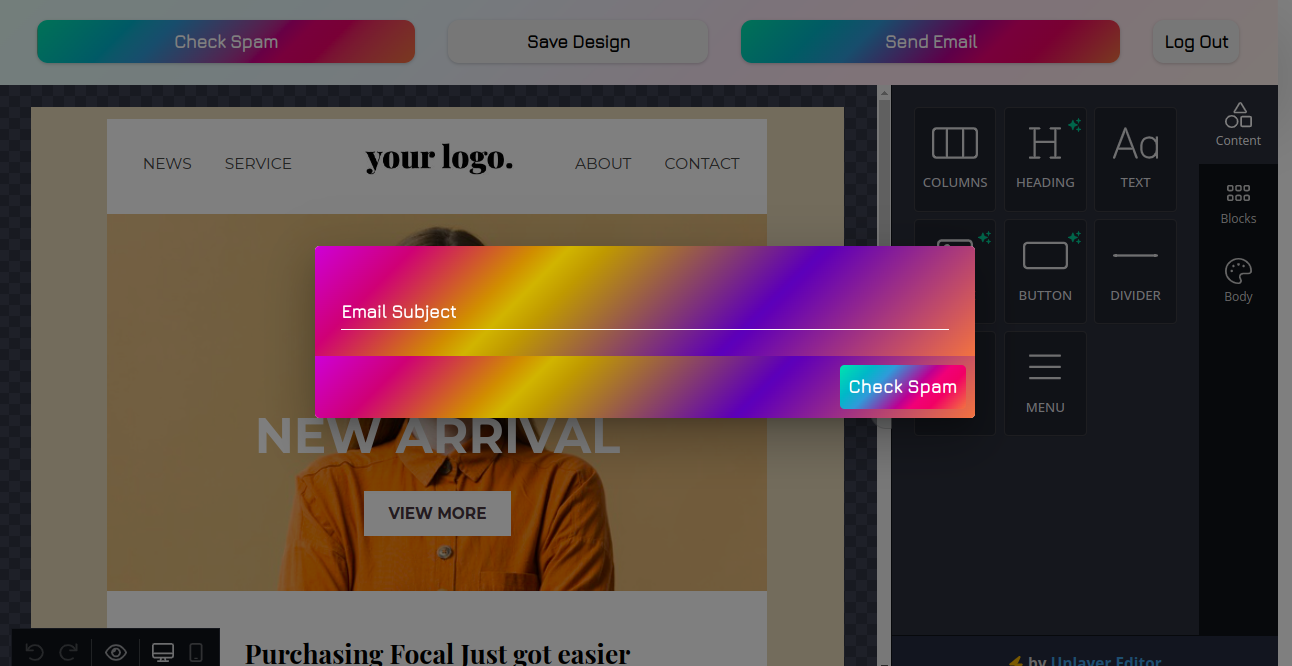 Check Spam
Save Design
Send Email
Log Out
NEWS
SERVICE
your logo.
ABOUT
CONTACT
COLUMNS
HEADING
TEXT
Content
Blocks
BUTTON
DIVIDER
Body
Email Subject
Check Spam
MENU
NEW ARRIVAL
VIEW MORE
Purchasing Focal Just got easier
by Unlayer Editor